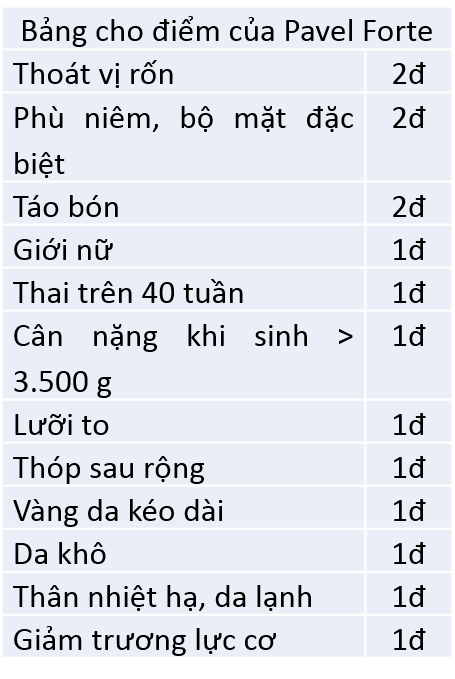 Bảng cho điểm của Pavel Forte
Thoát vị rốn 2đ
Phù niêm, bộ mặt đặc 2đ
biệt
Táo bón 2đ
Giới nữ 1đ
Thai trên 40 tuần 1đ
Cân nặng khi sinh > 1đ
3.500 g
Lưỡi to 1đ
Thóp sau rộng 1đ
Vàng da kéo dài 1đ
Da khô 1đ
Thân nhiệt hạ, da lạnh 1đ
Giảm trương lực cơ 1đ